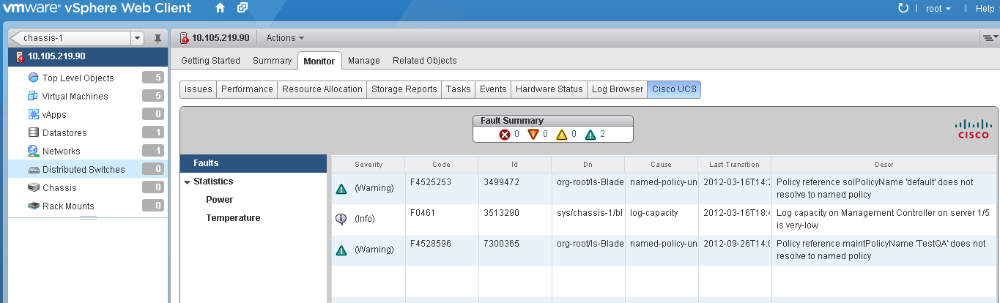 vmware® vSphere Web Client
root
Help
chassis-1
10.105.219.90
Top Level Objects 5
Virtual Machines 5
vApps 0
Datastores 1
Networks 1
Distributed Switches 0
Chassis 0
Rack Mounts 0
10.105.219.90 Actions
Getting Started Summary Monitor Manage Related Objects
Issues Performance Resource Allocation Storage Reports Tasks Events Hardware Status Log Browser Cisco UCS
Fault Summary
0 0 0 2
CISCO
Faults
Statistics
Power
Temperature
Severity Code Id Dn Cause Last Transition Descr
(Warning) F4525253 3499472 org-root/ls-Blade named-policy-un 2012-03-16T14:2 Policy reference solPolicyName 'default' does not
resolve to named policy
(Info) F0461 3513290 sys/chassis-1/bl log-capacity 2012-03-16T18:4 Log capacity on Management Controller on server 1/5
is very-low
(Warning) F4528596 7300365 org-root/ls-Blade named-policy-un 2012-09-26T14:0 Policy reference maintPolicyName 'TestQA' does not
resolve to named policy